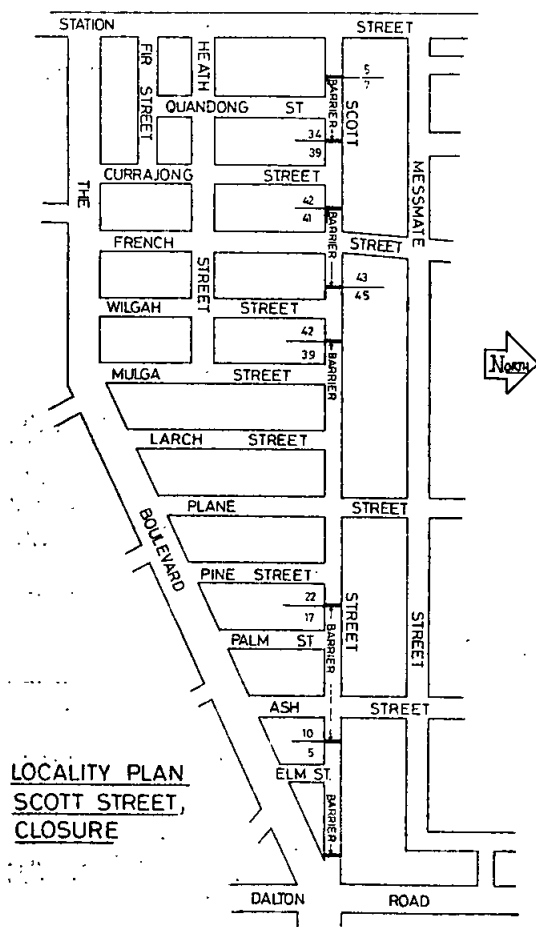 STATION STREET
FIR STREET
HEATH
QUANDONG ST
BARRIER
SCOTT
5
7
34
39
CURRAJONG STREET
THE
MESSMATE
42
41
BARRIER
FRENCH STREET
STREET
43
45
WILGAH STREET
42
39
BARRIER
North
MULGA STREET
LARCH STREET
PLANE STREET
BOULEVARD
PINE STREET
22
17
STREET
STREET
BARRIER
PALM ST
ASH STREET
10
5
ELM ST.
BARRIER
LOCALITY PLAN
SCOTT STREET,
CLOSURE
DALTON ROAD